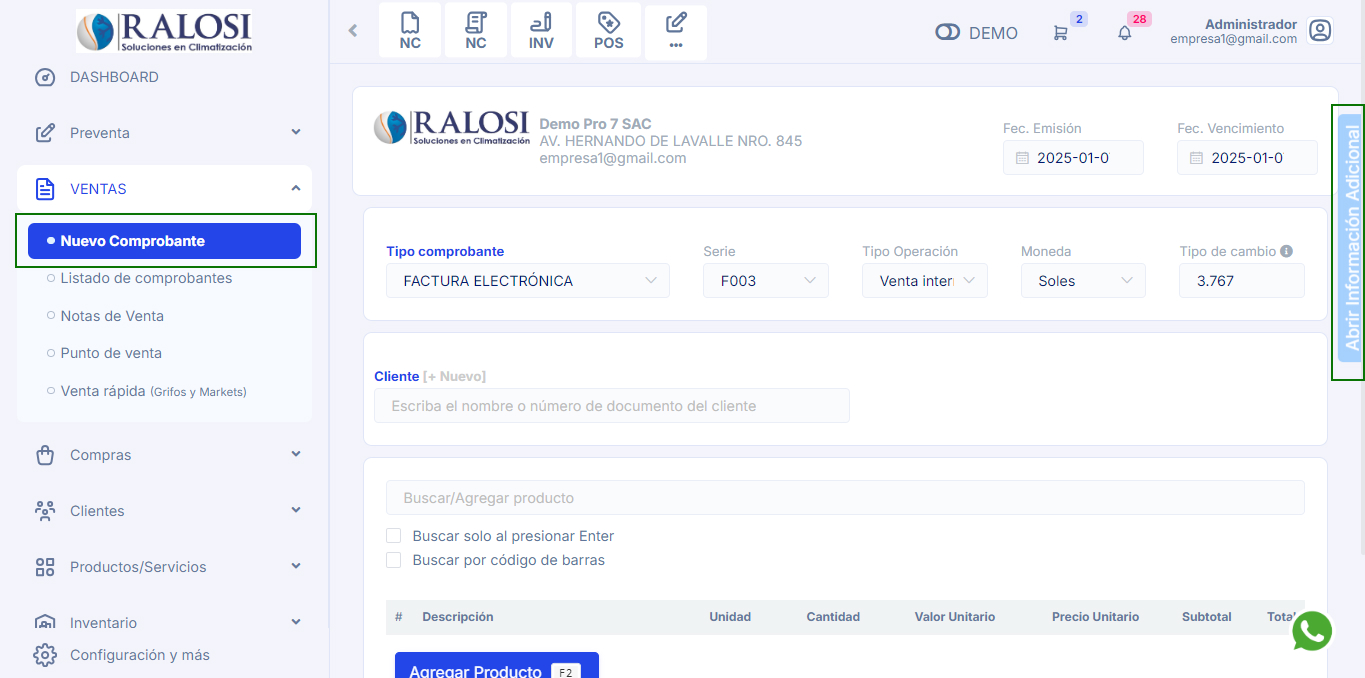 RALOSI
Soluciones en Climatización
DASHBOARD
Preventa
VENTAS
Nuevo Comprobante
Listado de comprobantes
Notas de Venta
Punto de venta
Venta rápida (Grifos y Markets)
Compras
Clientes
Productos/Servicios
Inventario
Configuración y más
NC
NC
INV
POS
•••
DEMO
2
28
Administrador
empresa1@gmail.com
RALOSI
Soluciones en Climatización
Demo Pro 7 SAC
AV. HERNANDO DE LAVALLE NRO. 845
empresa1@gmail.com
Fec. Emisión
2025-01-0
Fec. Vencimiento
2025-01-0
Abrir Información Adicional
Tipo comprobante
FACTURA ELECTRÓNICA
Serie
F003
Tipo Operación
Venta inter
Moneda
Soles
Tipo de cambio
3.767
Cliente [+ Nuevo]
Escriba el nombre o número de documento del cliente
Buscar/Agregar producto
Buscar solo al presionar Enter
Buscar por código de barras
# Descripción Unidad Cantidad Valor Unitario Precio Unitario Subtotal Total
Agregar Producto F2